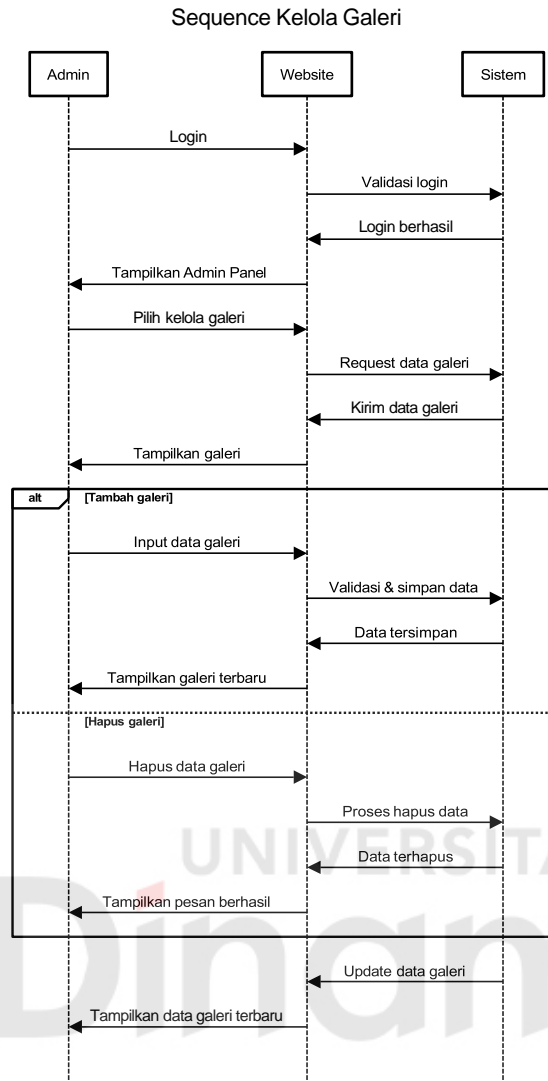 Sequence Kelola Galeri
Admin
Website
Sistem
Login
Validasi login
Login berhasil
Tampilkan Admin Panel
Pilih kelola galeri
Request data galeri
Kirim data galeri
Tampilkan galeri
alt
[Tambah galeri]
Input data galeri
Validasi & simpan data
Data tersimpan
Tampilkan galeri terbaru
[Hapus galeri]
Hapus data galeri
Proses hapus data
UNIVERSITA
Data terhapus
Dinam
Tampilkan pesan berhasil
Update data galeri
Tampilkan data galeri terbaru